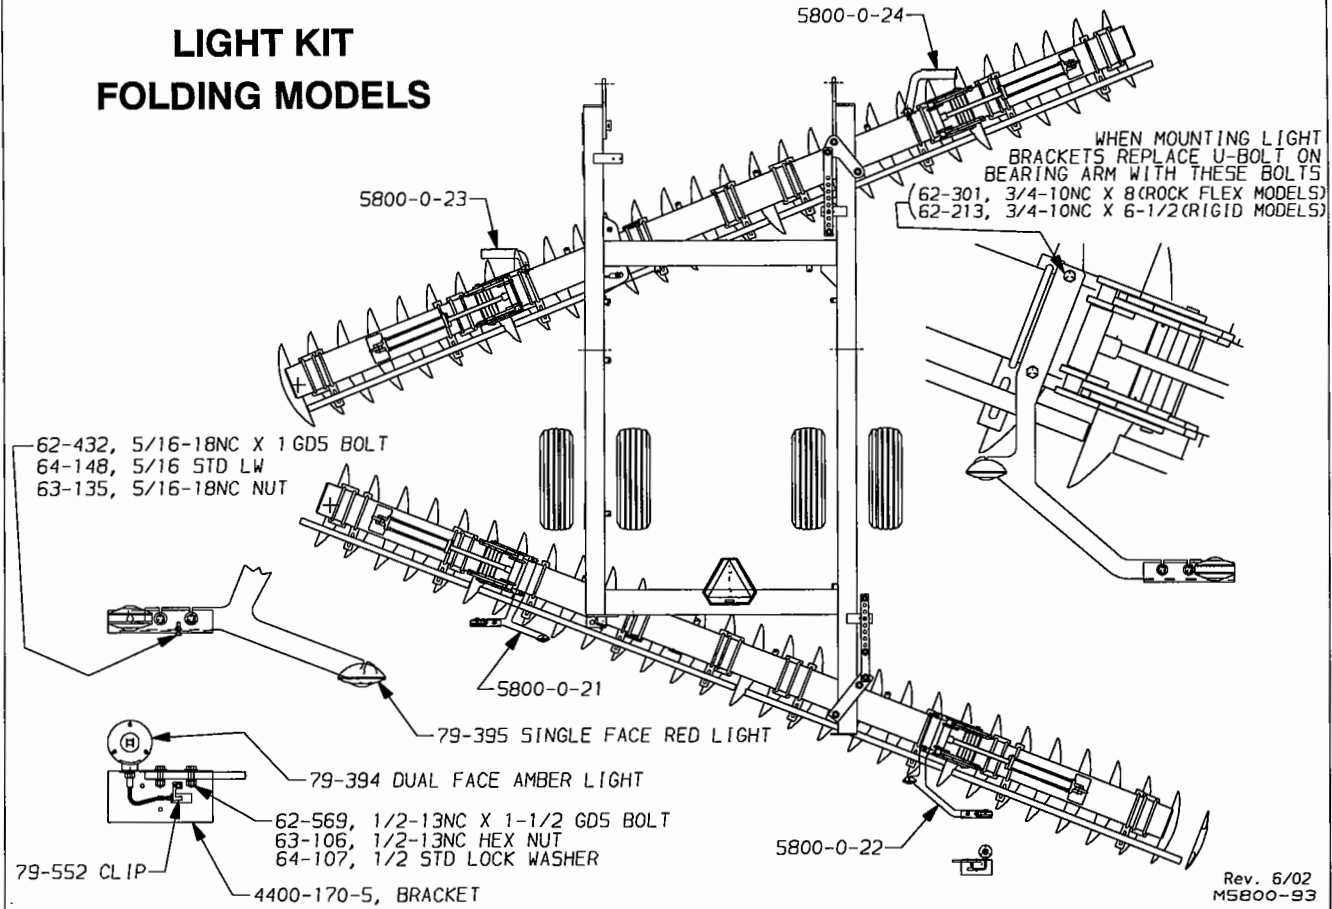 LIGHT KIT
FOLDING MODELS
5800-0-24
WHEN MOUNTING LIGHT
BRACKETS REPLACE U-BOLT ON
BEARING ARM WITH THESE BOLTS
62-301, 3/4-10NC X 8(ROCK FLEX MODELS)
62-213, 3/4-10NC X 6-1/2(RIGID MODELS)
5800-0-23
62-432, 5/16-18NC X 1 GD5 BOLT
64-148, 5/16 STD LW
63-135, 5/16-18NC NUT
5800-0-21
79-395 SINGLE FACE RED LIGHT
79-394 DUAL FACE AMBER LIGHT
62-569, 1/2-13NC X 1-1/2 GD5 BOLT
63-106, 1/2-13NC HEX NUT
64-107, 1/2 STD LOCK WASHER
5800-0-22
79-552 CLIP
4400-170-5, BRACKET
Rev. 6/02
M5800-93